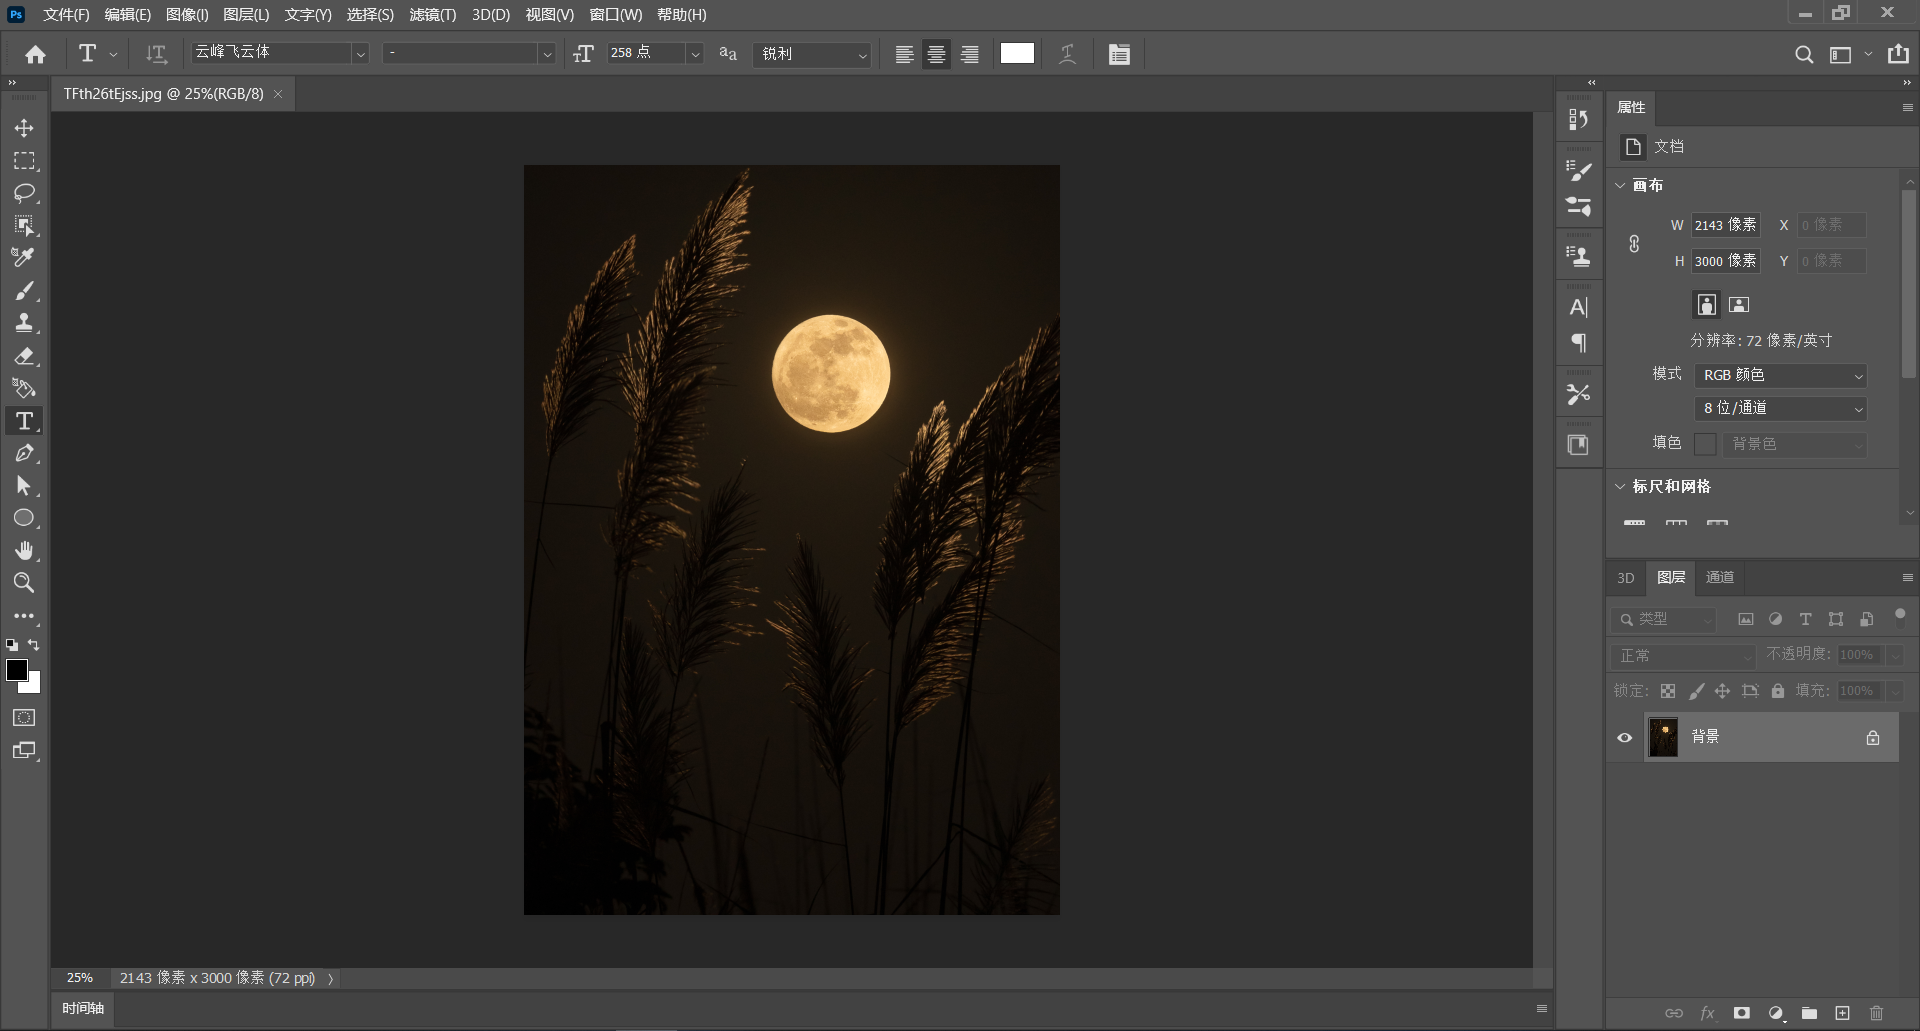 Ps 文件(F) 编辑(E) 图像(I) 图层(L) 文字(Y) 选择(S) 滤镜(T) 3D(D) 视图(V) 窗口(W) 帮助(H)
T 云峰飞云体 - 258 点 aa 锐利
TFth26tEjss.jpg @ 25%(RGB/8)
属性
文档
画布
W 2143 像素 X 0 像素
H 3000 像素 Y 0 像素
分辨率: 72 像素/英寸
模式 RGB 颜色
8 位/通道
填色 背景色
标尺和网格
3D 图层 通道
类型
正常 不透明度: 100%
锁定: 填充: 100%
背景
25% 2143 像素 x 3000 像素 (72 ppi)
时间轴
fx